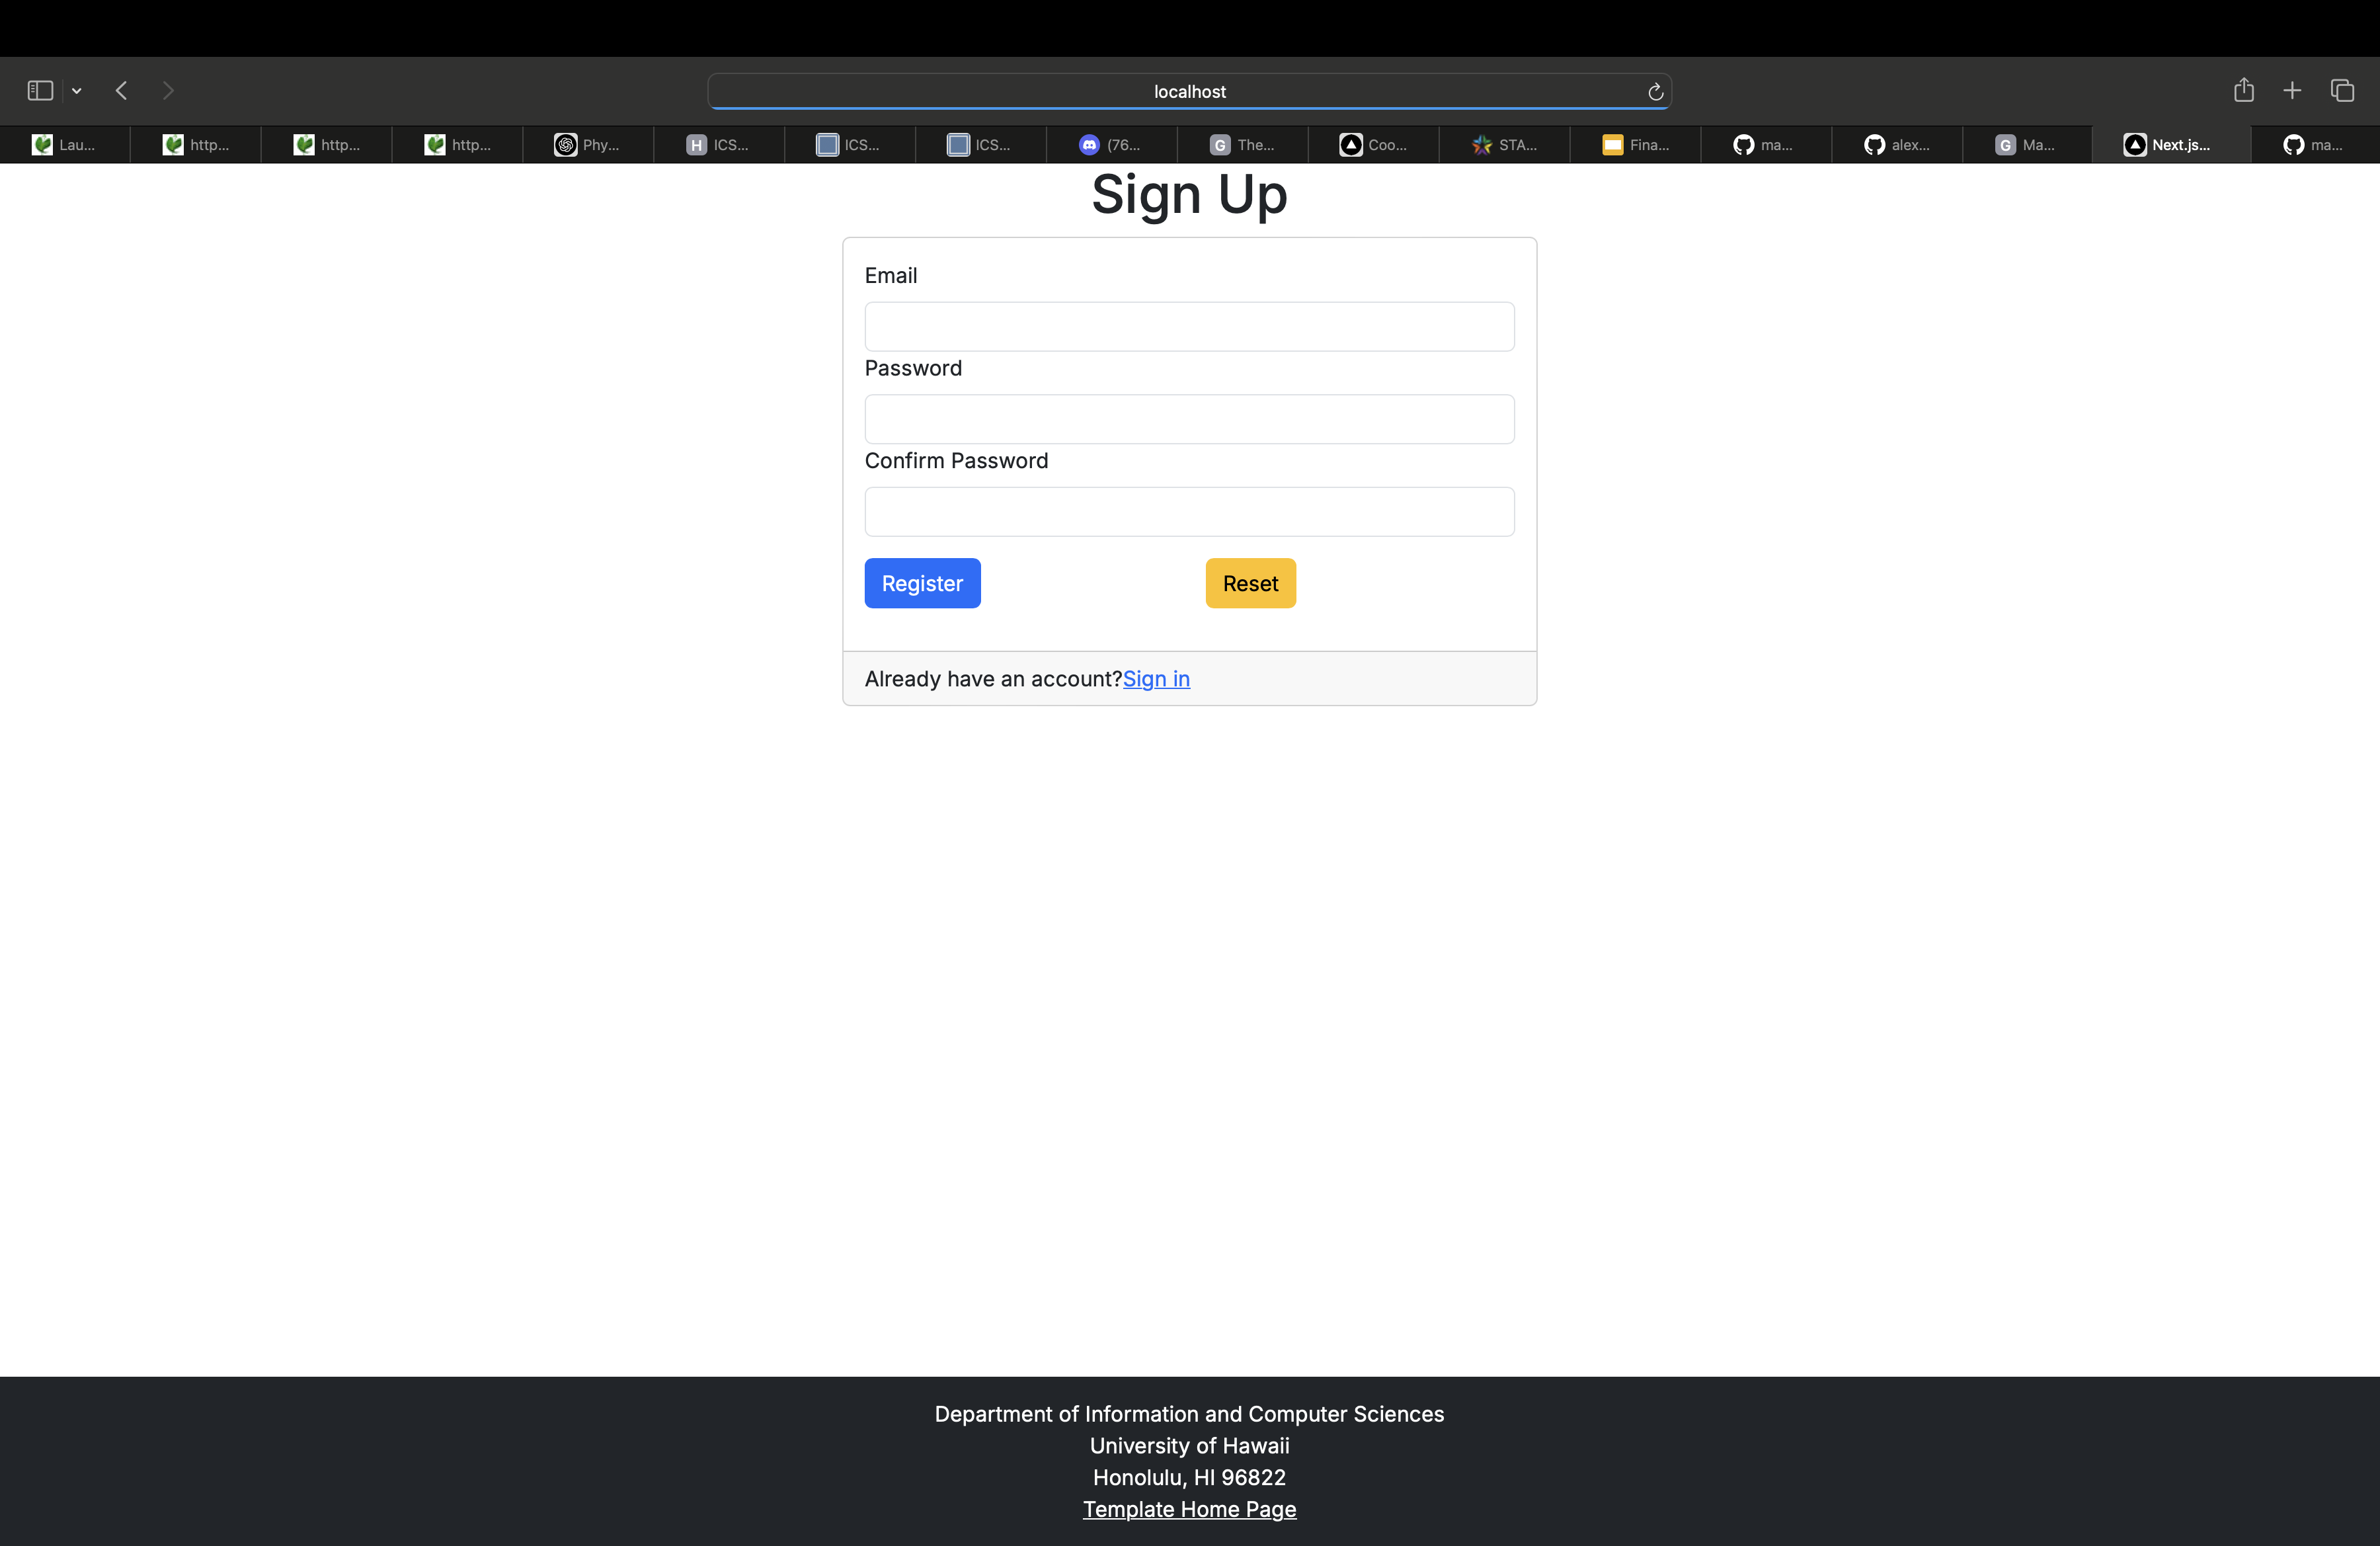 localhost
Lau... http... http... http... Phy... H ICS... ICS... ICS... (76... G The... Coo... STA... Fina... ma... alex... G Ma... Next.js... ma...
Sign Up
Email
Password
Confirm Password
Register Reset
Already have an account?Sign in
Department of Information and Computer Sciences
University of Hawaii
Honolulu, HI 96822
Template Home Page